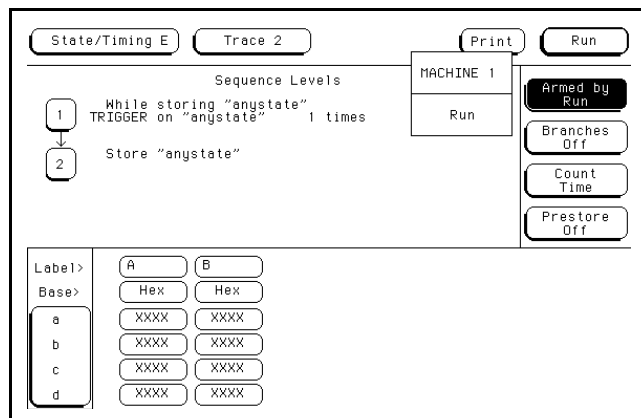 State/Timing E   Trace 2   Print   Run
MACHINE 1
Run
Sequence Levels
1   While storing "anystate"
TRIGGER on "anystate"   1 times
2   Store "anystate"
Armed by
Run
Branches
Off
Count
Time
Prestore
Off
Label>   A   B
Base>   Hex   Hex
a   XXXX   XXXX
b   XXXX   XXXX
c   XXXX   XXXX
d   XXXX   XXXX